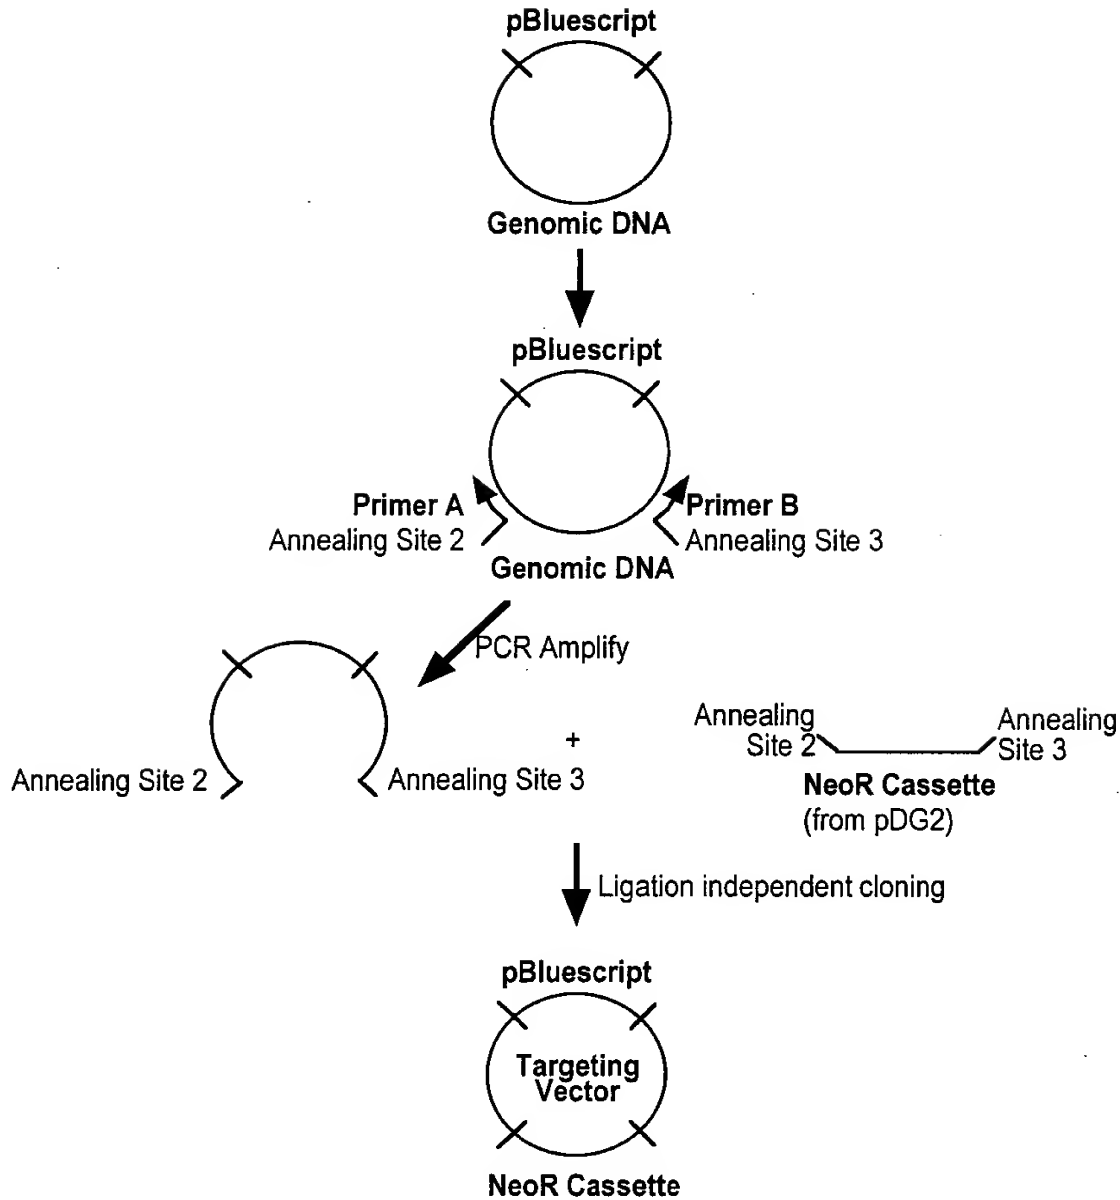 pBluescript
Genomic DNA
pBluescript
Primer A
Annealing Site 2
Primer B
Annealing Site 3
Genomic DNA
PCR Amplify
Annealing Site 2
Annealing Site 3
+
Annealing
Site 2
Annealing
Site 3
NeoR Cassette
(from pDG2)
Ligation independent cloning
pBluescript
Targeting
Vector
NeoR Cassette